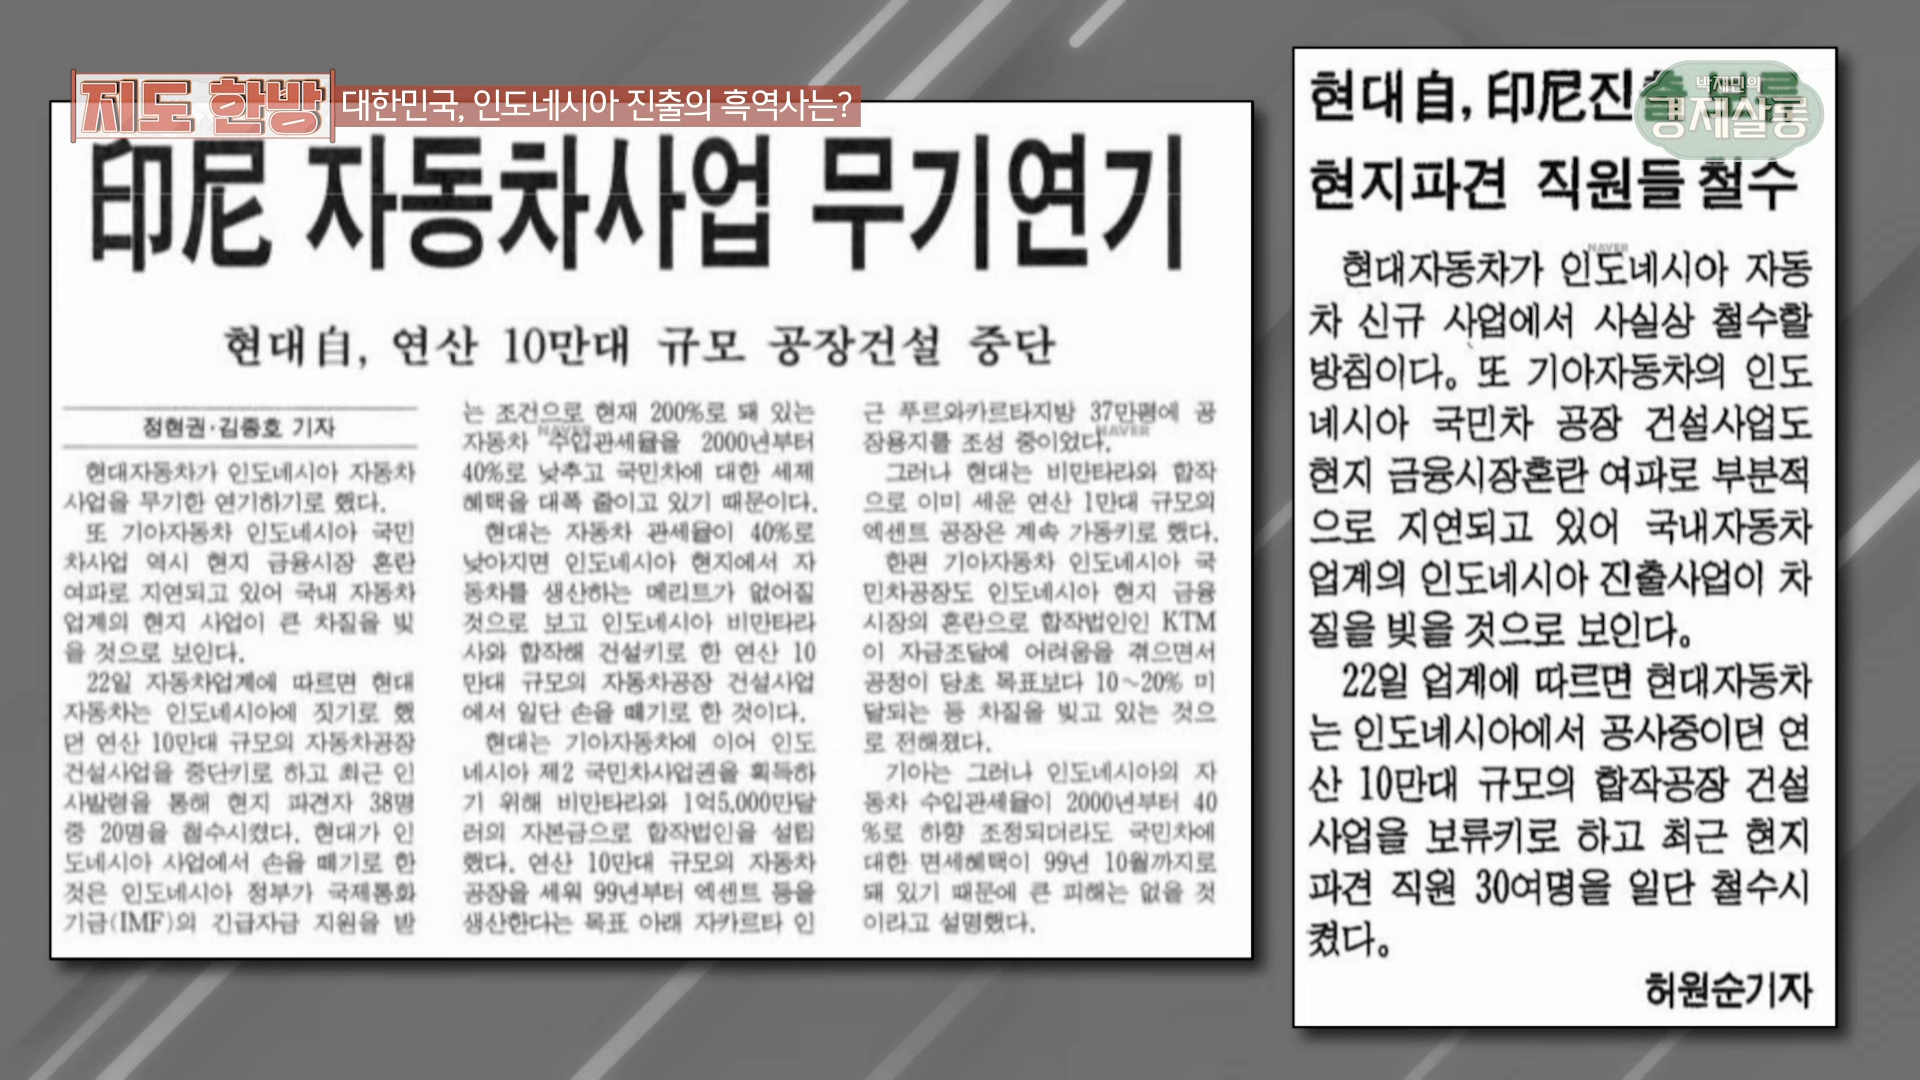 지도 한방
대한민국, 인도네시아 진출의 흑역사는?
박재민의
경제살롱
印尼 자동차사업 무기연기
현대自, 연산 10만대 규모 공장건설 중단
정현권·김종호 기자
현대자동차가 인도네시아 자동차
사업을 무기한 연기하기로 했다.
또 기아자동차 인도네시아 국민
차사업 역시 현지 금융시장 혼란
여파로 지연되고 있어 국내 자동차
업계의 현지 사업이 큰 차질을 빚
을 것으로 보인다.
22일 자동차업계에 따르면 현대
자동차는 인도네시아에 짓기로 했
던 연산 10만대 규모의 자동차공장
건설사업을 중단키로 하고 최근 인
사발령을 통해 현지 파견자 38명
중 20명을 철수시켰다. 현대가 인
도네시아 사업에서 손을 떼기로 한
것은 인도네시아 정부가 국제통화
기금(IMF)의 긴급자금 지원을 받
는 조건으로 현재 200%로 돼 있는
자동차 수입관세율을 2000년부터
40%로 낮추고 국민차에 대한 세제
혜택을 대폭 줄이고 있기 때문이다.
현대는 자동차 관세율이 40%로
낮아지면 인도네시아 현지에서 자
동차를 생산하는 메리트가 없어질
것으로 보고 인도네시아 비만타라
사와 합작해 건설키로 한 연산 10
만대 규모의 자동차공장 건설사업
에서 일단 손을 떼기로 한 것이다.
현대는 기아자동차에 이어 인도
네시아 제2 국민차사업권을 획득하
기 위해 비만타라와 1억5,000만달
러의 자본금으로 합작법인을 설립
했다. 연산 10만대 규모의 자동차
공장을 세워 99년부터 엑센트 등을
생산한다는 목표 아래 자카르타 인
근 푸르와카르타지방 37만평에 공
장용지를 조성 중이었다.
그러나 현대는 비만타라와 합작
으로 이미 세운 연산 1만대 규모의
엑센트 공장은 계속 가동키로 했다.
한편 기아자동차 인도네시아 국
민차공장도 인도네시아 현지 금융
시장의 혼란으로 합작법인인 KTM
이 자금조달에 어려움을 겪으면서
공정이 당초 목표보다 10~20% 미
달되는 등 차질을 빚고 있는 것으
로 전해졌다.
기아는 그러나 인도네시아의 자
동차 수입관세율이 2000년부터 40
%로 하향 조정되더라도 국민차에
대한 면세혜택이 99년 10월까지로
돼 있기 때문에 큰 피해는 없을 것
이라고 설명했다.
NAVER
NAVER
현대自, 印尼진출
현지파견 직원들 철수
NAVER
현대자동차가 인도네시아 자동
차 신규 사업에서 사실상 철수할
방침이다. 또 기아자동차의 인도
네시아 국민차 공장 건설사업도
현지 금융시장혼란 여파로 부분적
으로 지연되고 있어 국내자동차
업계의 인도네시아 진출사업이 차
질을 빚을 것으로 보인다.
22일 업계에 따르면 현대자동차
는 인도네시아에서 공사중이던 연
산 10만대 규모의 합작공장 건설
사업을 보류키로 하고 최근 현지
파견 직원 30여명을 일단 철수시
켰다.
허원순기자